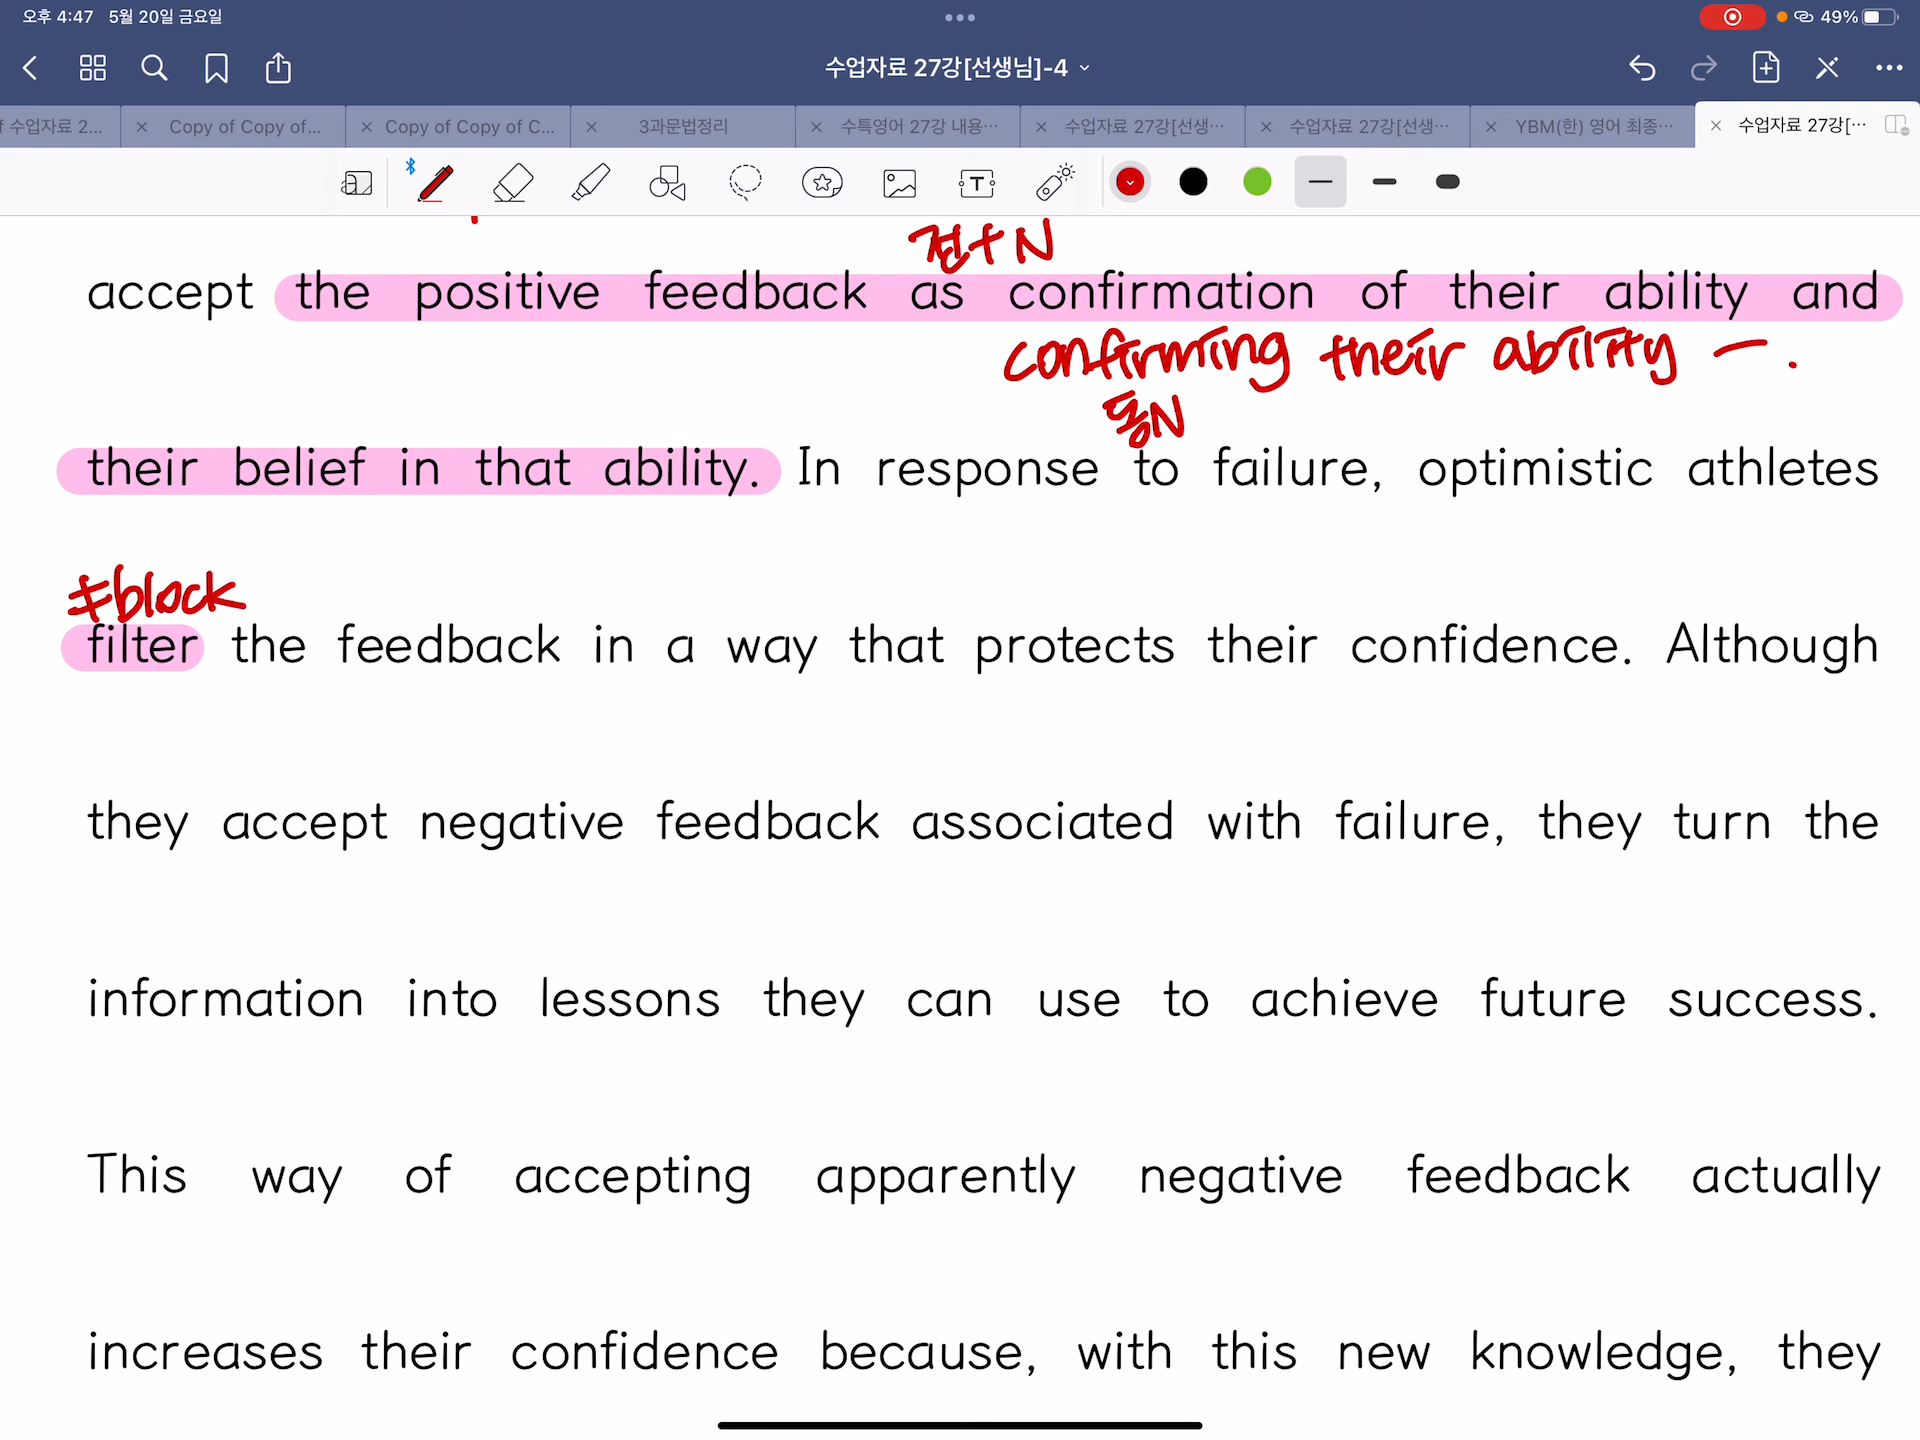 오후 4:47 5월 20일 금요일
49%
수업자료 27강[선생님]-4
f 수업자료 2...
Copy of Copy of...
Copy of Copy of C...
3과문법정리
수특영어 27강 내용...
수업자료 27강[선생...
수업자료 27강[선생...
YBM(한) 영어 최종...
수업자료 27강[...
전+N
accept the positive feedback as confirmation of their ability and
confirming their ability — .
동N
their belief in that ability. In response to failure, optimistic athletes
≠block
filter the feedback in a way that protects their confidence. Although
they accept negative feedback associated with failure, they turn the
information into lessons they can use to achieve future success.
This way of accepting apparently negative feedback actually
increases their confidence because, with this new knowledge, they